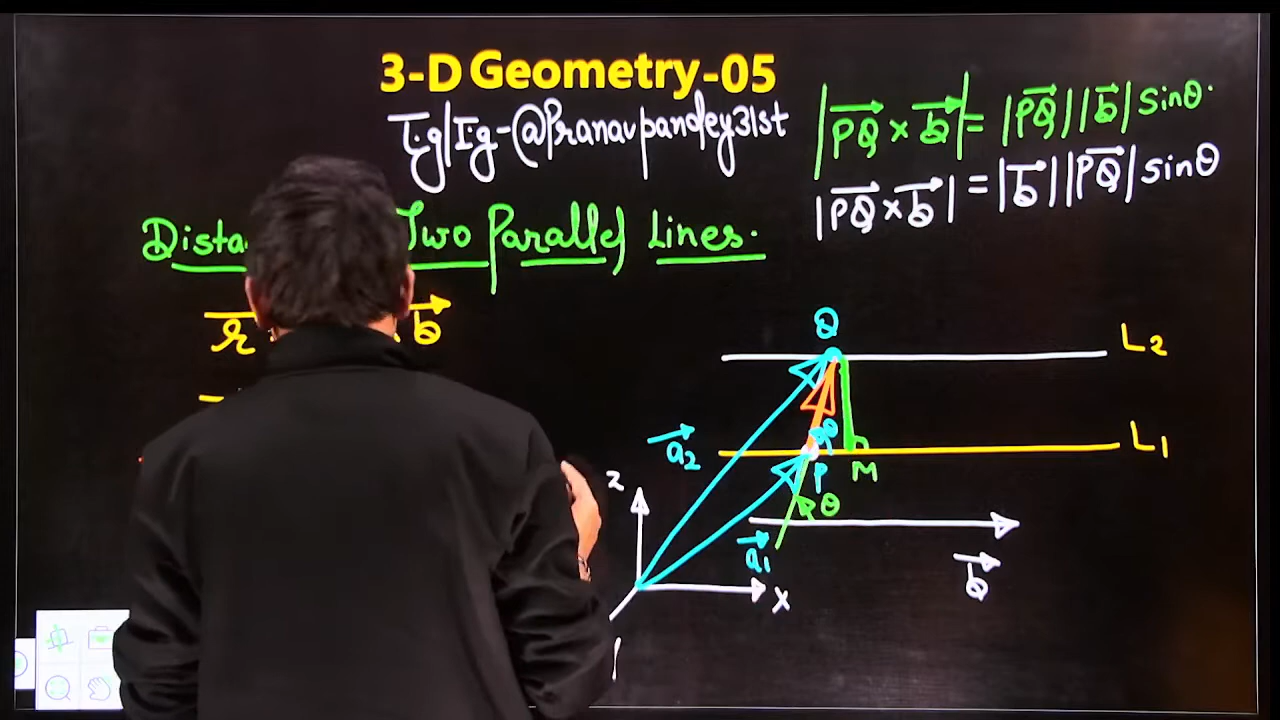 3-D Geometry-05
Tg|Ig-@Pranavpandey31st
|PQ × b| = |PQ||b| sinθ.
|PQ × b| = |b||PQ| sinθ
Two Parallel Lines.
r b
Q
L2
a2
θ
L1
P M
z
θ
a1
b
x